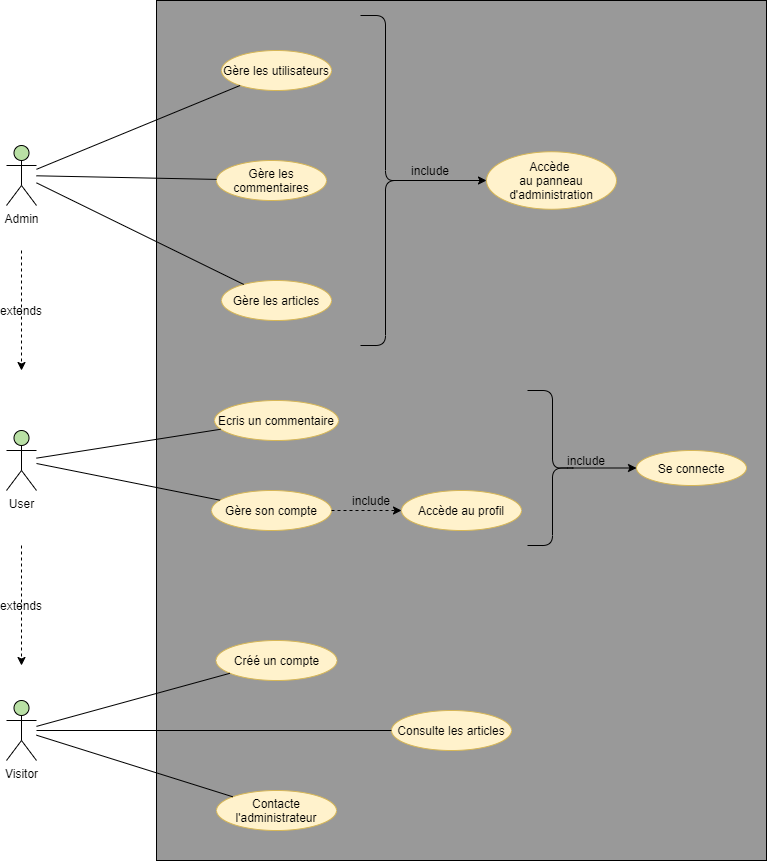 Gère les utilisateurs
Gère les
commentaires
Gère les articles
include
Accède
au panneau
d'administration
Admin
extends
Ecris un commentaire
Gère son compte
include
Accède au profil
include
Se connecte
User
extends
Créé un compte
Consulte les articles
Contacte
l'administrateur
Visitor